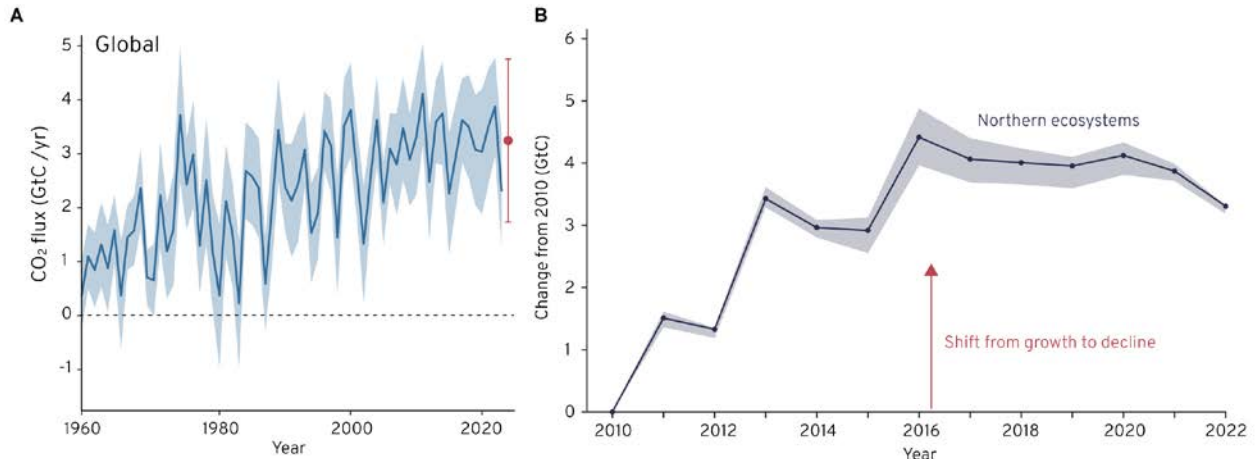 A
Global
CO₂ flux (GtC /yr)
5
4
3
2
1
0
-1
1960
1980
2000
2020
Year
B
Change from 2010 (GtC)
6
5
4
3
2
1
0
Northern ecosystems
Shift from growth to decline
2010
2012
2014
2016
2018
2020
2022
Year